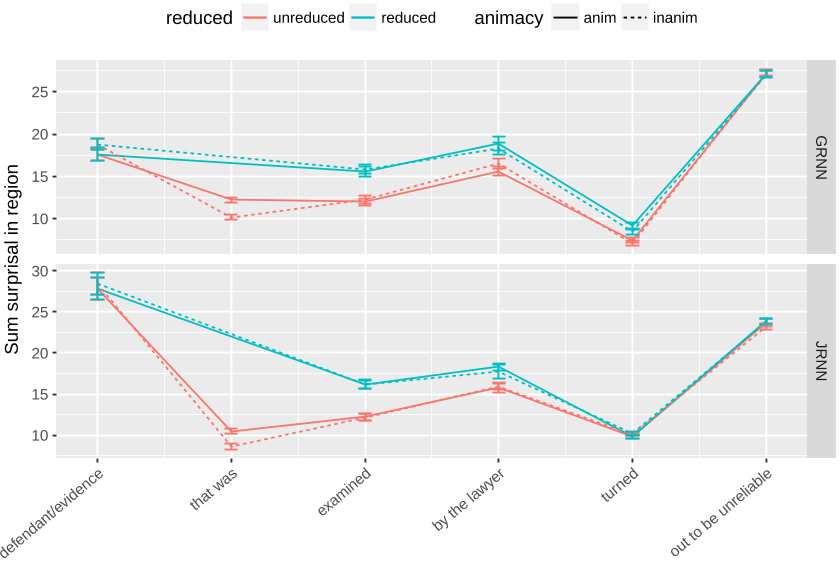 reduced unreduced reduced animacy anim inanim
Sum surprisal in region
25
20
15
10
GRNN
30
25
20
15
10
JRNN
defendant/evidence
that was
examined
by the lawyer
turned
out to be unreliable